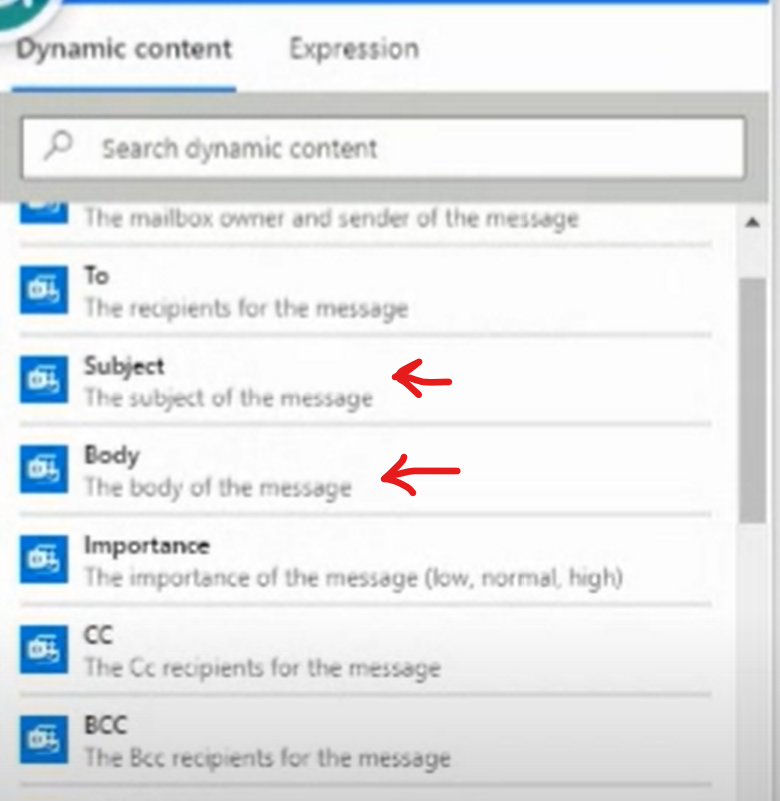 Dynamic content
Expression
Search dynamic content
The mailbox owner and sender of the message
To
The recipients for the message
Subject
The subject of the message
Body
The body of the message
Importance
The importance of the message (low, normal, high)
CC
The Cc recipients for the message
BCC
The Bcc recipients for the message